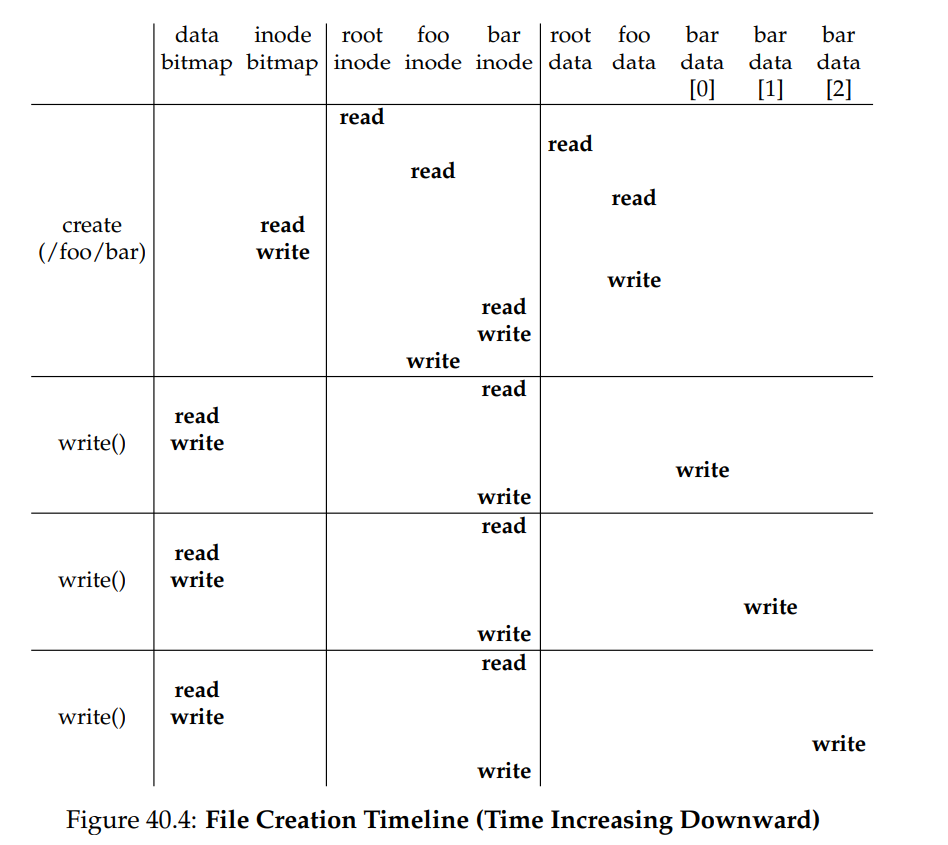 data inode root foo bar root foo bar bar bar
bitmap bitmap inode inode inode data data data data data
[0] [1] [2]
read
read
read
read
create read
(/foo/bar) write
write
read
write
write
read
read
write() write
write
write
read
read
write() write
write
write
read
read
write() write
write
write
Figure 40.4: File Creation Timeline (Time Increasing Downward)